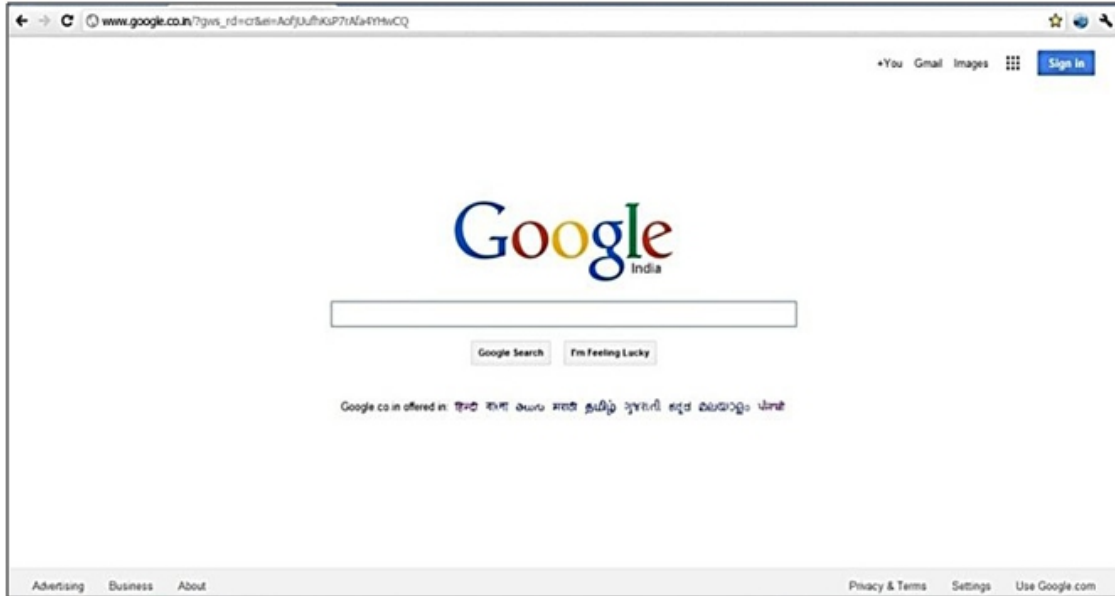 www.google.co.in/?gws_rd=cr&ei=
+You Gmail Images Sign in
Google
India
Google Search I'm Feeling Lucky
Google.co.in offered in: हिन्दी বাংলা తెలుగు मराठी தமிழ் ગુજરાતી ಕನ್ನಡ മലയാളം ਪੰਜਾਬੀ
Advertising Business About Privacy & Terms Settings Use Google.com